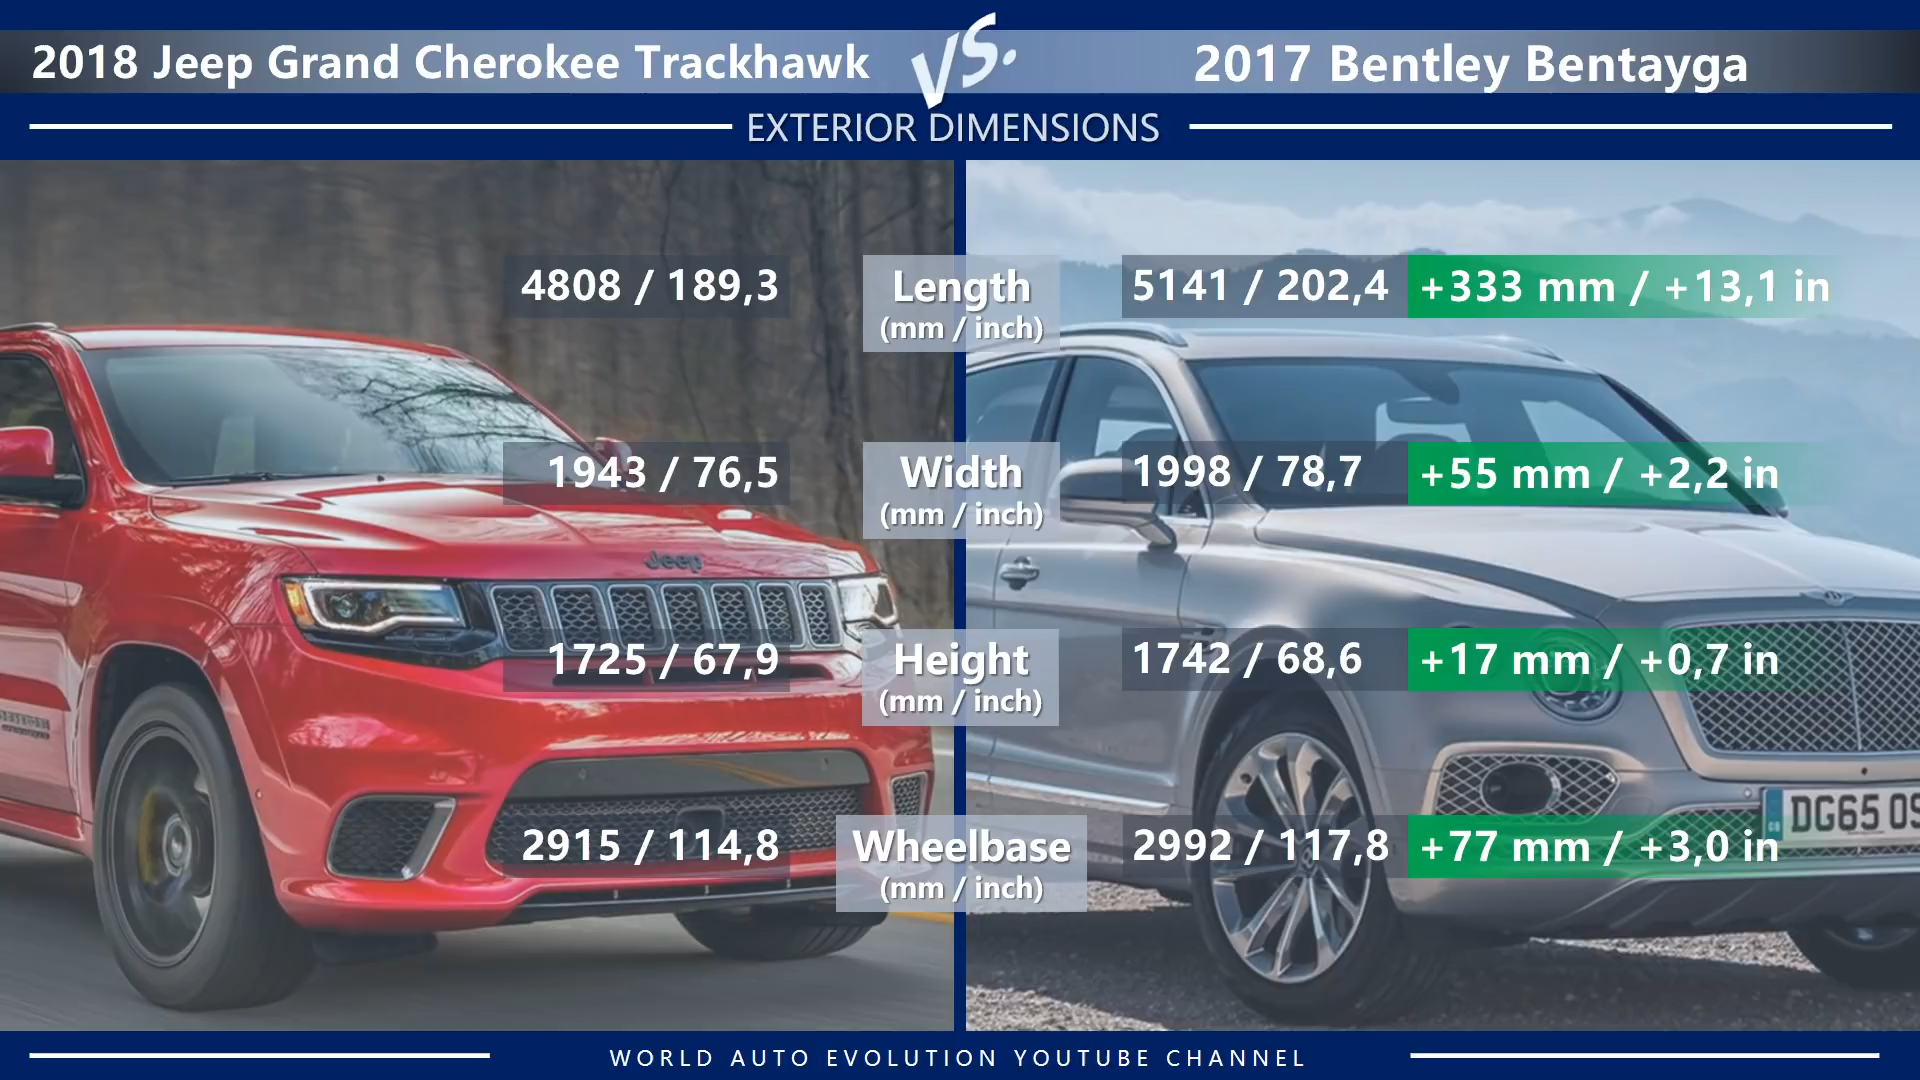 2018 Jeep Grand Cherokee Trackhawk VS. 2017 Bentley Bentayga
EXTERIOR DIMENSIONS
4808 / 189,3 Length 5141 / 202,4 +333 mm / +13,1 in
(mm / inch)
1943 / 76,5 Width 1998 / 78,7 +55 mm / +2,2 in
(mm / inch)
Jeep
1725 / 67,9 Height 1742 / 68,6 +17 mm / +0,7 in
(mm / inch)
DG65 OS
2915 / 114,8 Wheelbase 2992 / 117,8 +77 mm / +3,0 in
(mm / inch)
WORLD AUTO EVOLUTION YOUTUBE CHANNEL